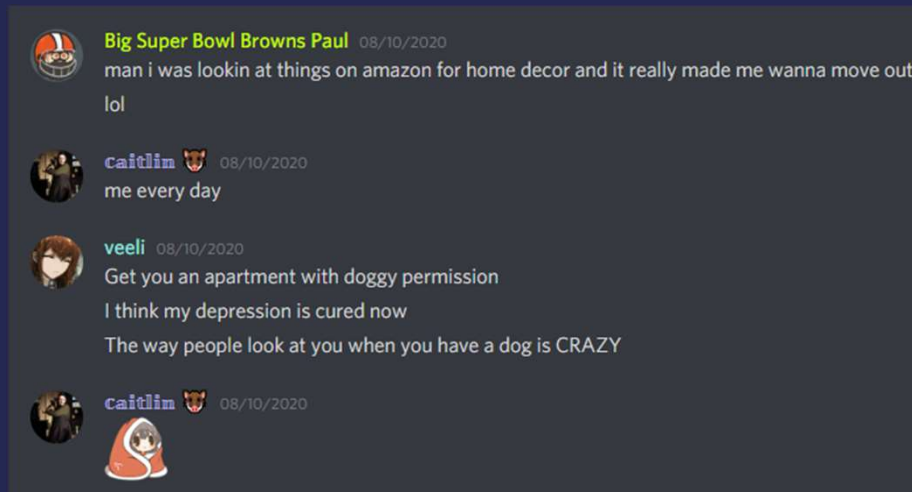 Big Super Bowl Browns Paul 08/10/2020
man i was lookin at things on amazon for home decor and it really made me wanna move out
lol
caitlin 08/10/2020
me every day
veeli 08/10/2020
Get you an apartment with doggy permission
I think my depression is cured now
The way people look at you when you have a dog is CRAZY
caitlin 08/10/2020